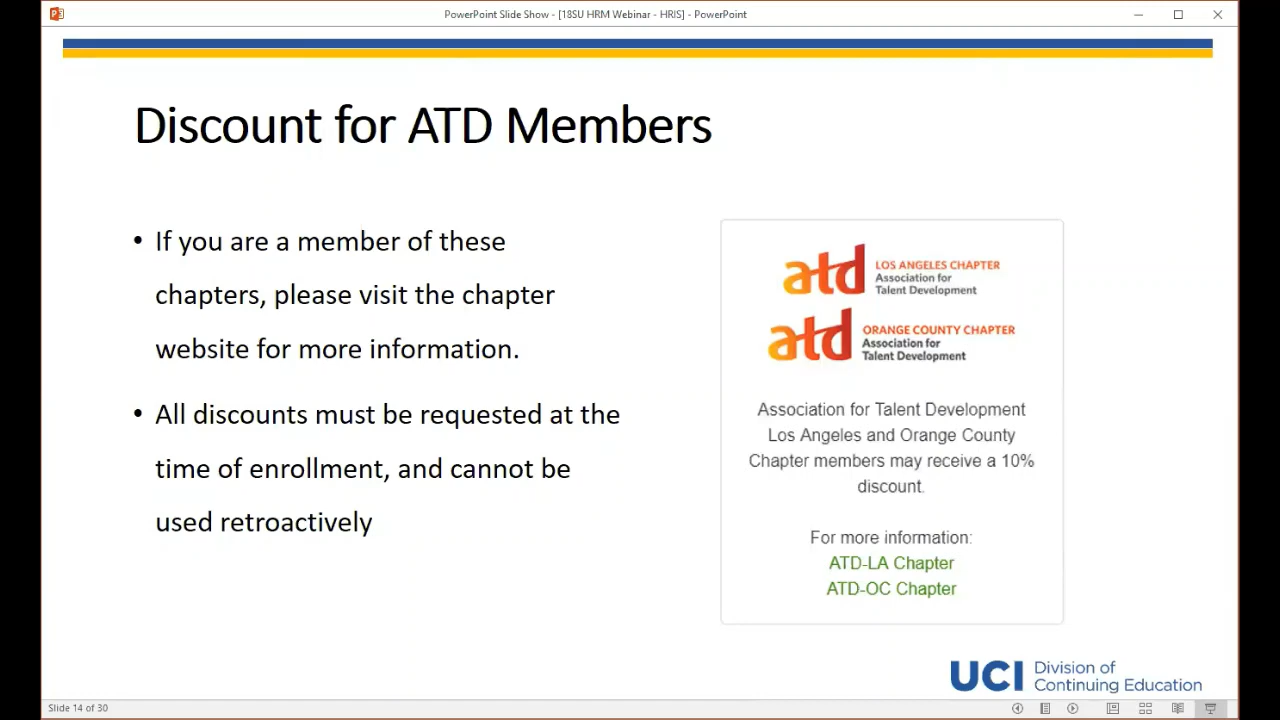 PowerPoint Slide Show - [18SU HRM Webinar - HRIS] - PowerPoint
Discount for ATD Members
• If you are a member of these
chapters, please visit the chapter
website for more information.
• All discounts must be requested at the
time of enrollment, and cannot be
used retroactively
atd LOS ANGELES CHAPTER
Association for
Talent Development
atd ORANGE COUNTY CHAPTER
Association for
Talent Development
Association for Talent Development
Los Angeles and Orange County
Chapter members may receive a 10%
discount.
For more information:
ATD-LA Chapter
ATD-OC Chapter
UCI Division of
Continuing Education
Slide 14 of 30